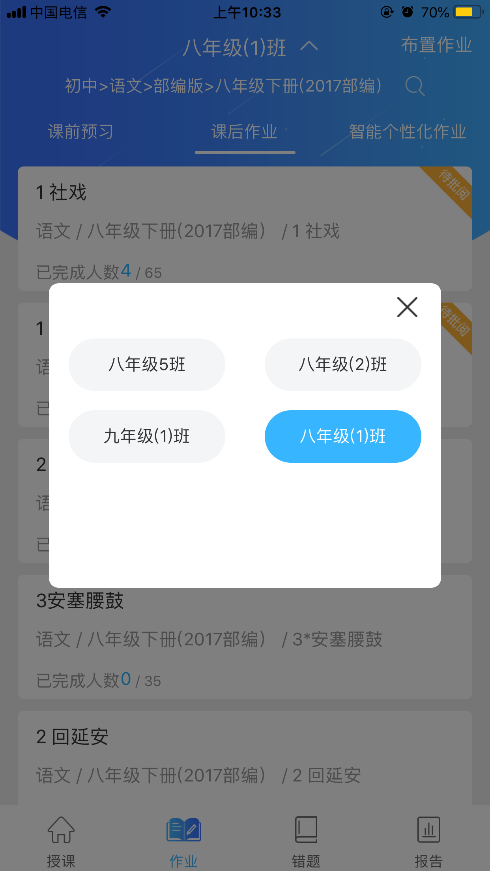 中国电信 上午10:33 70%
八年级(1)班 布置作业
初中>语文>部编版>八年级下册(2017部编)
课前预习 课后作业 智能个性化作业
1 社戏 待批阅
语文 / 八年级下册(2017部编) / 1 社戏
已完成人数4 / 65
1 待批阅
语
已
八年级5班 八年级(2)班
九年级(1)班 八年级(1)班
2
语
已
3安塞腰鼓
语文 / 八年级下册(2017部编) / 3*安塞腰鼓
已完成人数0 / 35
2 回延安
语文 / 八年级下册(2017部编) / 2 回延安
授课 作业 错题 报告